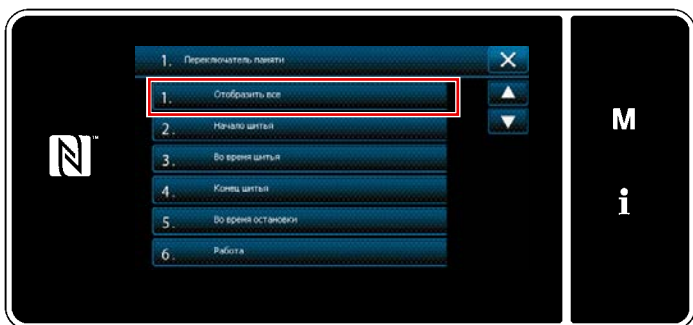 1. Переключатель памяти
1. Отобразить все
2. Начало шитья
3. Во время шитья
4. Конец шитья
5. Во время остановки
6. Работа
N™
M
i